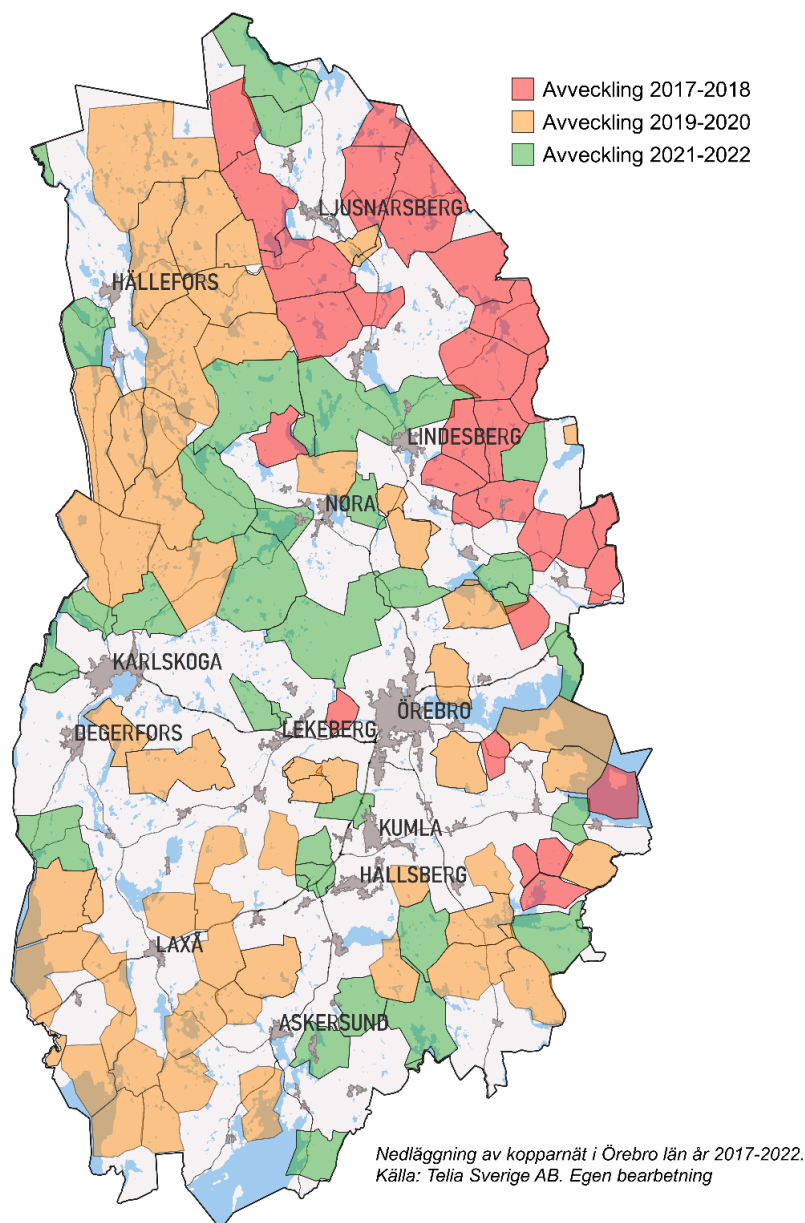 Avveckling 2017-2018
Avveckling 2019-2020
Avveckling 2021-2022
LJUSNARSBERG
HÄLLEFORS
LINDESBERG
NORA
KARLSKOGA
ÖREBRO
DEGERFORS
LEKEBERG
KUMLA
HALLSBERG
LAXÅ
ASKERSUND
Nedläggning av kopparnät i Örebro län år 2017-2022.
Källa: Telia Sverige AB. Egen bearbetning